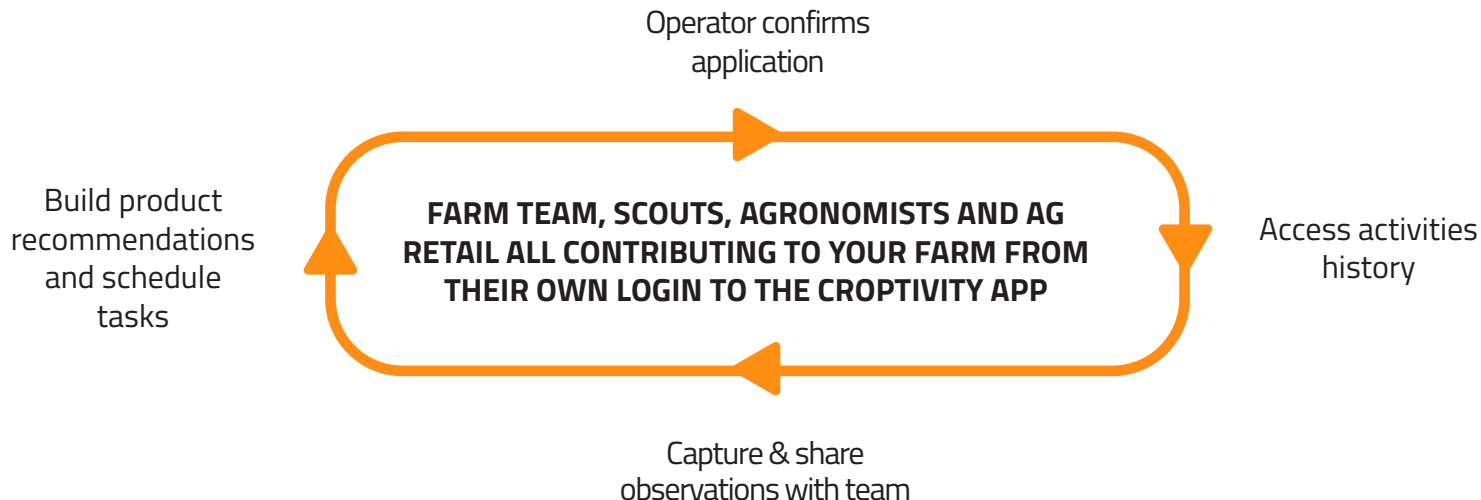 Operator confirms
application
Build product
recommendations
and schedule
tasks
FARM TEAM, SCOUTS, AGRONOMISTS AND AG
RETAIL ALL CONTRIBUTING TO YOUR FARM FROM
THEIR OWN LOGIN TO THE CROPTIVITY APP
Access activities
history
Capture & share
observations with team